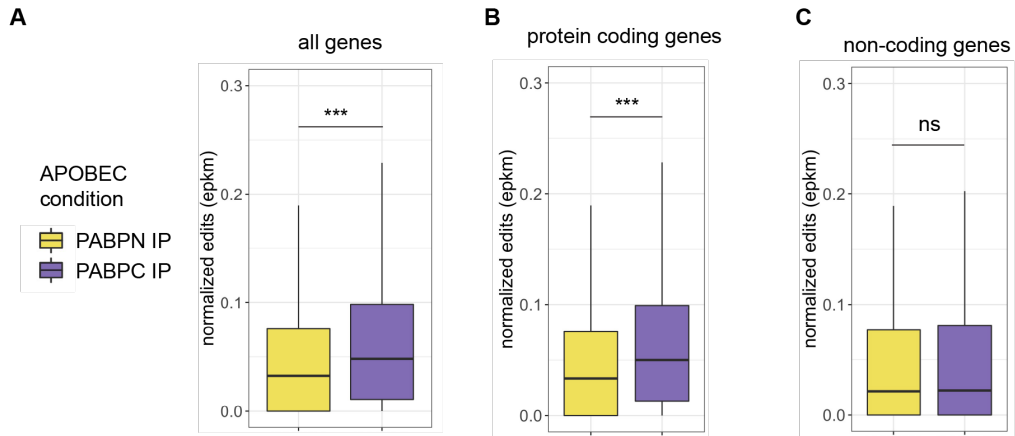 A
all genes
0.3
0.2
0.1
0.0
normalized edits (epkm)
***
APOBEC
condition
PABPN IP
PABPC IP
B
protein coding genes
0.3
0.2
0.1
0.0
normalized edits (epkm)
***
C
non-coding genes
0.3
0.2
0.1
0.0
normalized edits (epkm)
ns